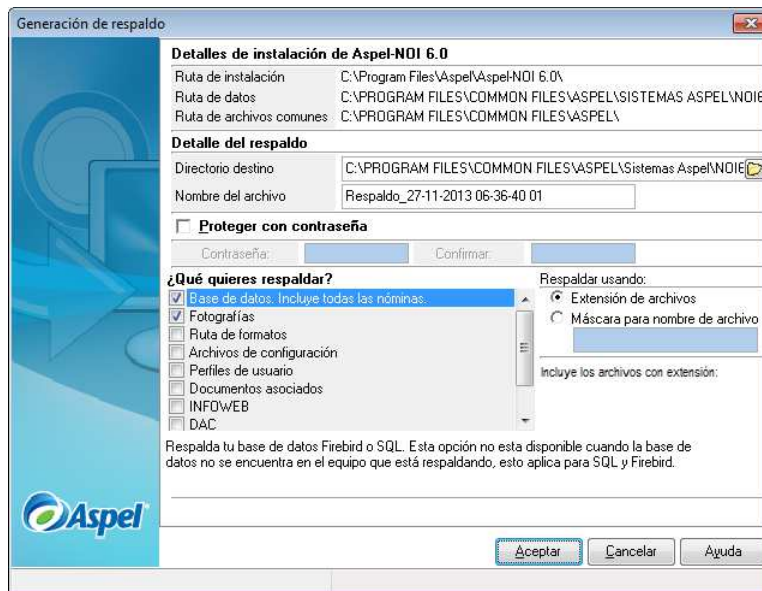 Generación de respaldo
Detalles de instalación de Aspel-NOI 6.0
Ruta de instalación C:\Program Files\Aspel\Aspel-NOI 6.0\
Ruta de datos C:\PROGRAM FILES\COMMON FILES\ASPEL\SISTEMAS ASPEL\NOI6
Ruta de archivos comunes C:\PROGRAM FILES\COMMON FILES\ASPEL\
Detalle del respaldo
Directorio destino C:\PROGRAM FILES\COMMON FILES\ASPEL\Sistemas Aspel\NOI6
Nombre del archivo Respaldo_27-11-2013 06-36-40 01
Proteger con contraseña
Contraseña: Confirmar:
¿Qué quieres respaldar?
Base de datos. Incluye todas las nóminas.
Fotografías
Ruta de formatos
Archivos de configuración
Perfiles de usuario
Documentos asociados
INFOWEB
DAC
Respaldar usando:
Extensión de archivos
Máscara para nombre de archivo
Incluye los archivos con extensión:
Respalda tu base de datos Firebird o SQL. Esta opción no esta disponible cuando la base de
datos no se encuentra en el equipo que está respaldando, esto aplica para SQL y Firebird.
Aspel
Aceptar Cancelar Ayuda